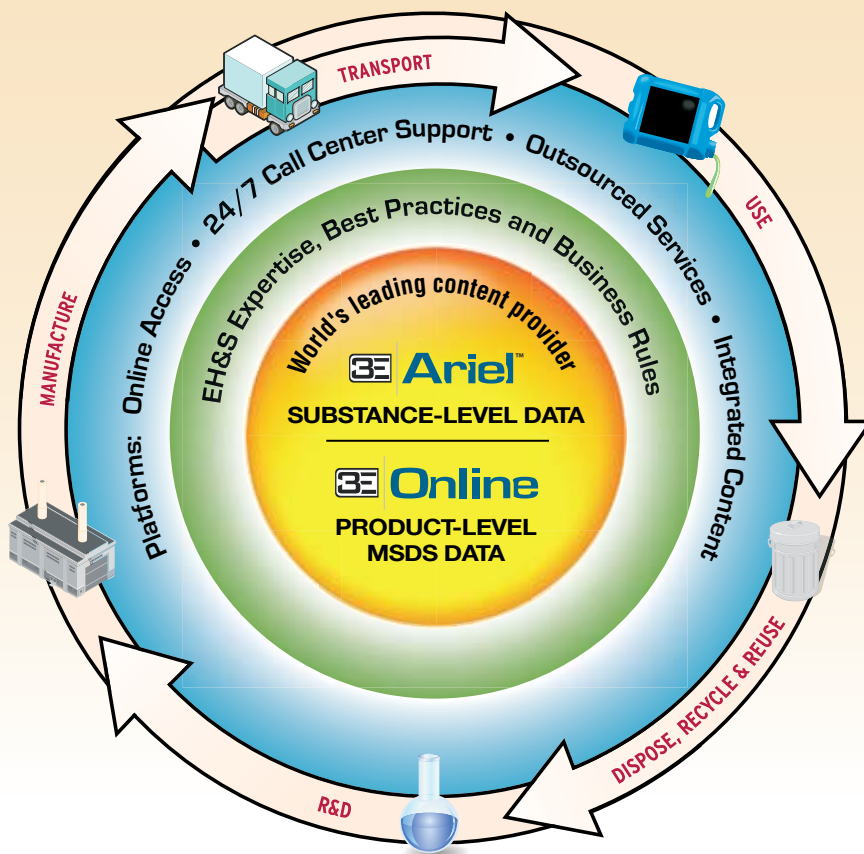 TRANSPORT
USE
DISPOSE, RECYCLE & REUSE
R&D
MANUFACTURE
Platforms: Online Access • 24/7 Call Center Support • Outsourced Services • Integrated Content
EH&S Expertise, Best Practices and Business Rules
World's leading content provider
3E Ariel™
SUBSTANCE-LEVEL DATA
3E Online
PRODUCT-LEVEL
MSDS DATA